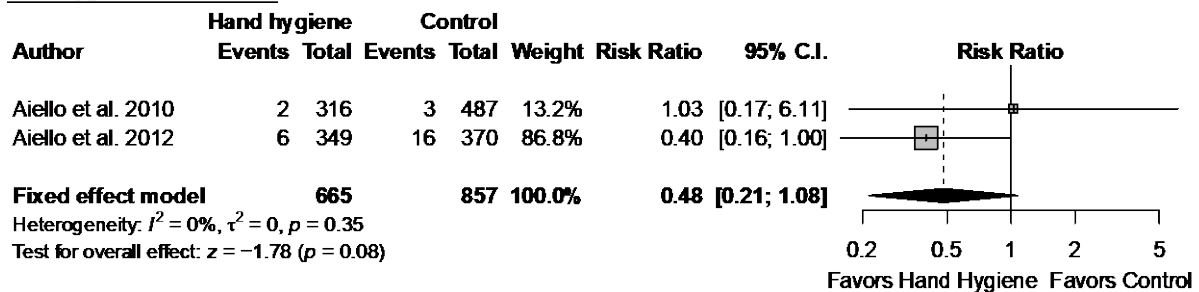 Hand hygiene Control
Author Events Total Events Total Weight Risk Ratio 95% C.I. Risk Ratio
Aiello et al. 2010 2 316 3 487 13.2% 1.03 [0.17; 6.11]
Aiello et al. 2012 6 349 16 370 86.8% 0.40 [0.16; 1.00]
Fixed effect model 665 857 100.0% 0.48 [0.21; 1.08]
Heterogeneity: I² = 0%, τ² = 0, p = 0.35
Test for overall effect: z = −1.78 (p = 0.08)
0.2 0.5 1 2 5
Favors Hand Hygiene Favors Control